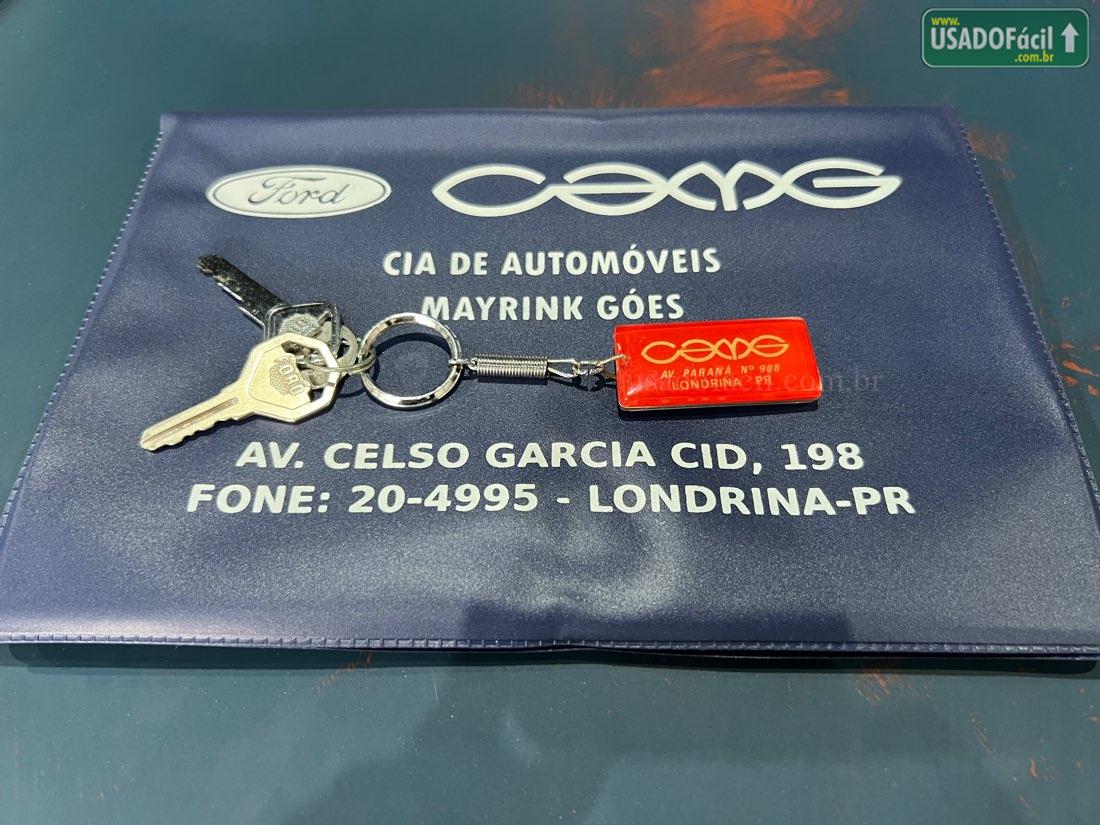 www.
USADOFácil
.com.br
Ford CAMG
CIA DE AUTOMÓVEIS
MAYRINK GÓES
FORD
CAMG
AV. PARANÁ, Nº 908
LONDRINA PR
AV. CELSO GARCIA CID, 198
FONE: 20-4995 - LONDRINA-PR